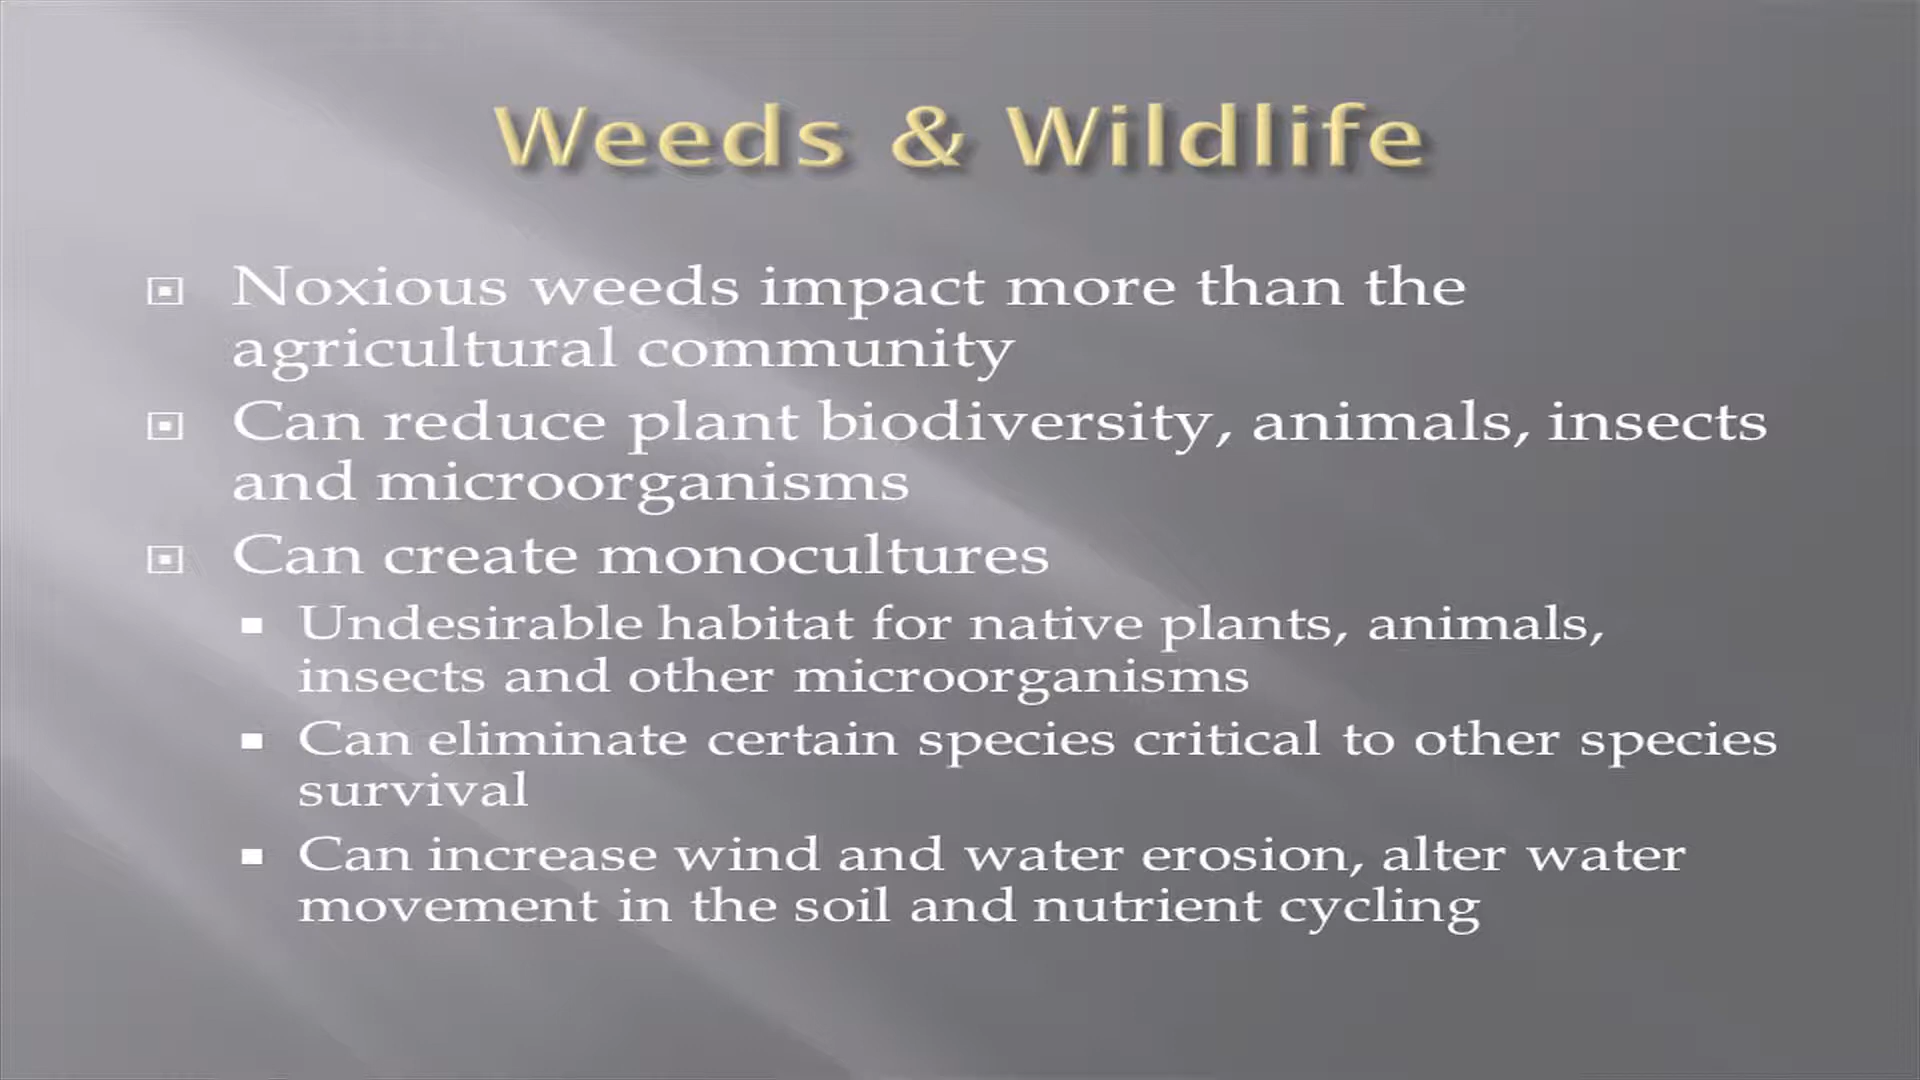 Weeds & Wildlife
Noxious weeds impact more than the
agricultural community
Can reduce plant biodiversity, animals, insects
and microorganisms
Can create monocultures
Undesirable habitat for native plants, animals,
insects and other microorganisms
Can eliminate certain species critical to other species
survival
Can increase wind and water erosion, alter water
movement in the soil and nutrient cycling